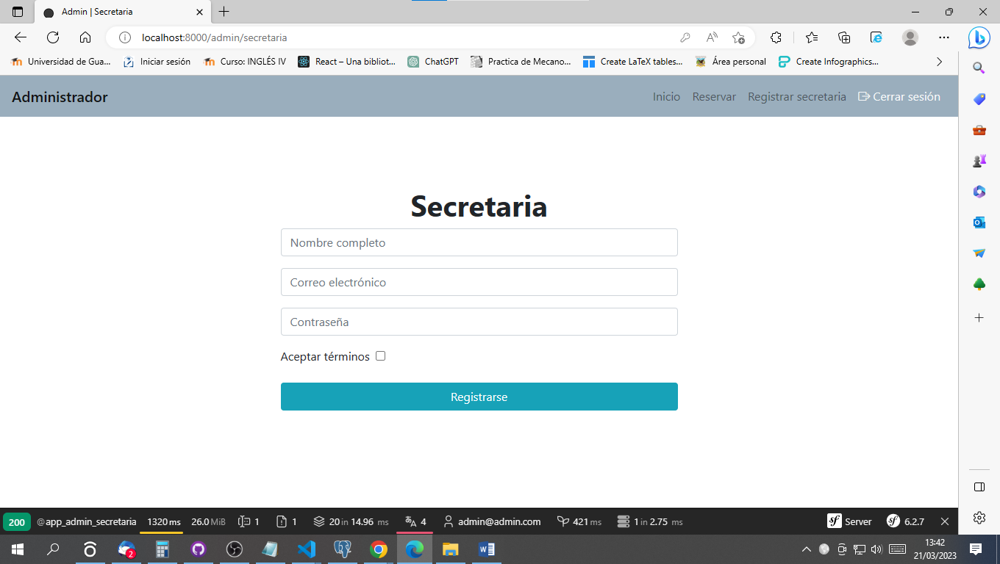 Admin | Secretaria
localhost:8000/admin/secretaria
Universidad de Gua...
Iniciar sesión
Curso: INGLÉS IV
React – Una bibliot...
ChatGPT
Practica de Mecano...
Create LaTeX tables...
Área personal
Create Infographics...
Administrador
Inicio
Reservar
Registrar secretaria
Cerrar sesión
Secretaria
Nombre completo
Correo electrónico
Contraseña
Aceptar términos
Registrarse
200 @app_admin_secretaria 1320 ms 26.0 MiB 1 1 20 in 14.96 ms 4 admin@admin.com 421 ms 1 in 2.75 ms Server 6.2.7
2
13:42
21/03/2023